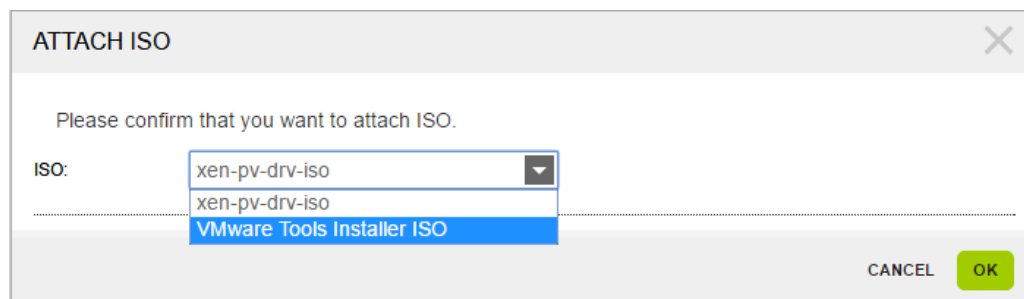 ATTACH ISO
Please confirm that you want to attach ISO.
ISO: xen-pv-drv-iso
xen-pv-drv-iso
VMware Tools Installer ISO
CANCEL OK